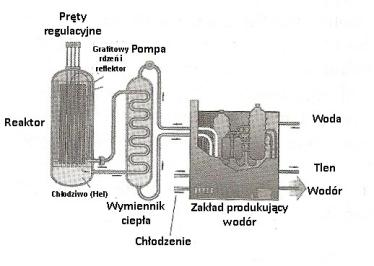 Pręty
regulacyjne
Grafitowy
rdzeń i
reflektor
Pompa
Reaktor
Woda
Tlen
Wodór
Chłodziwo (Hel)
Wymiennik
ciepła
Zakład produkujący
wodór
Chłodzenie